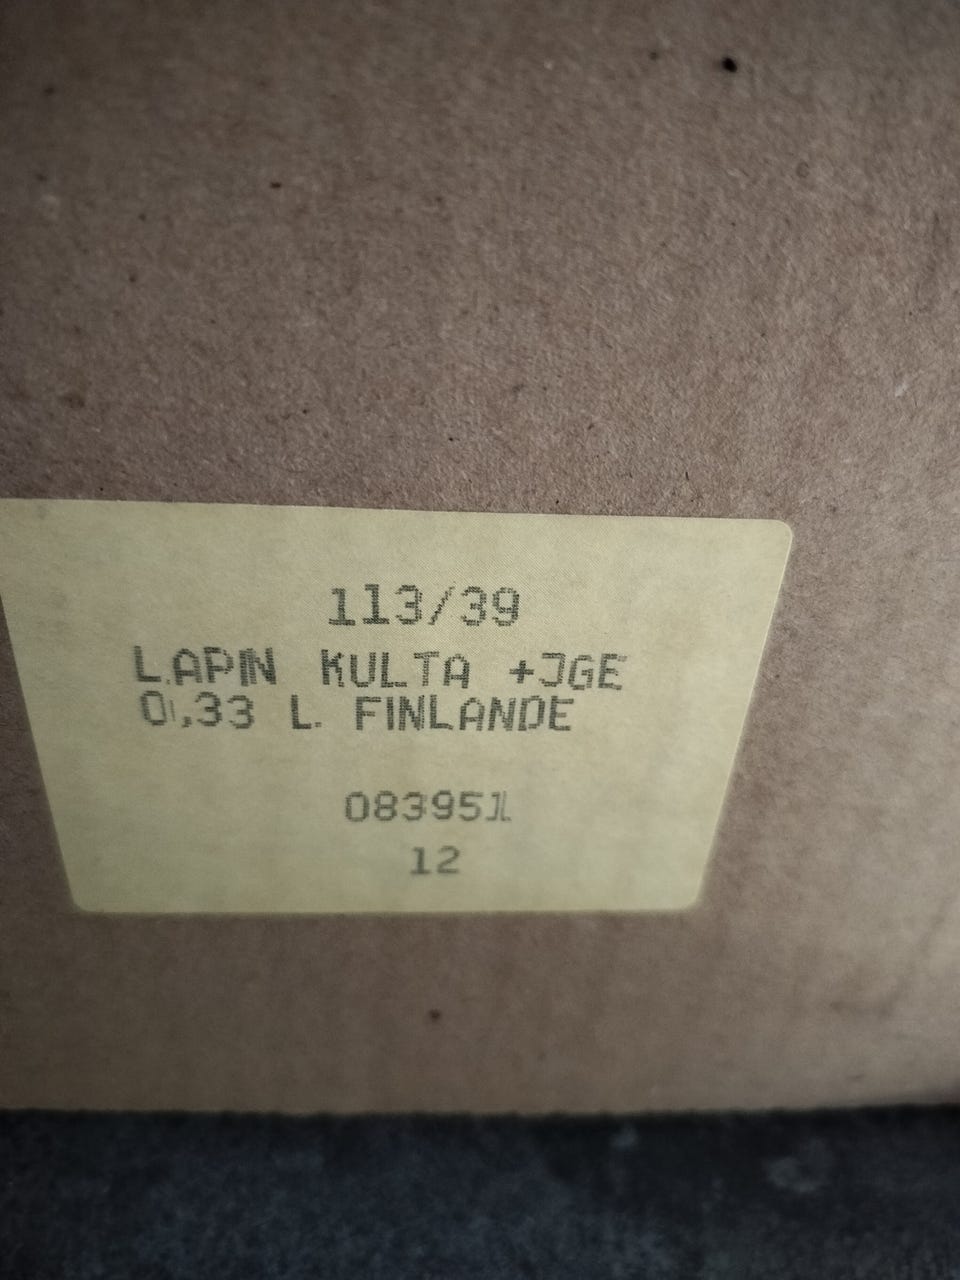 113/39
LAPIN KULTA +JGE
0,33 L. FINLANDE
083951
12